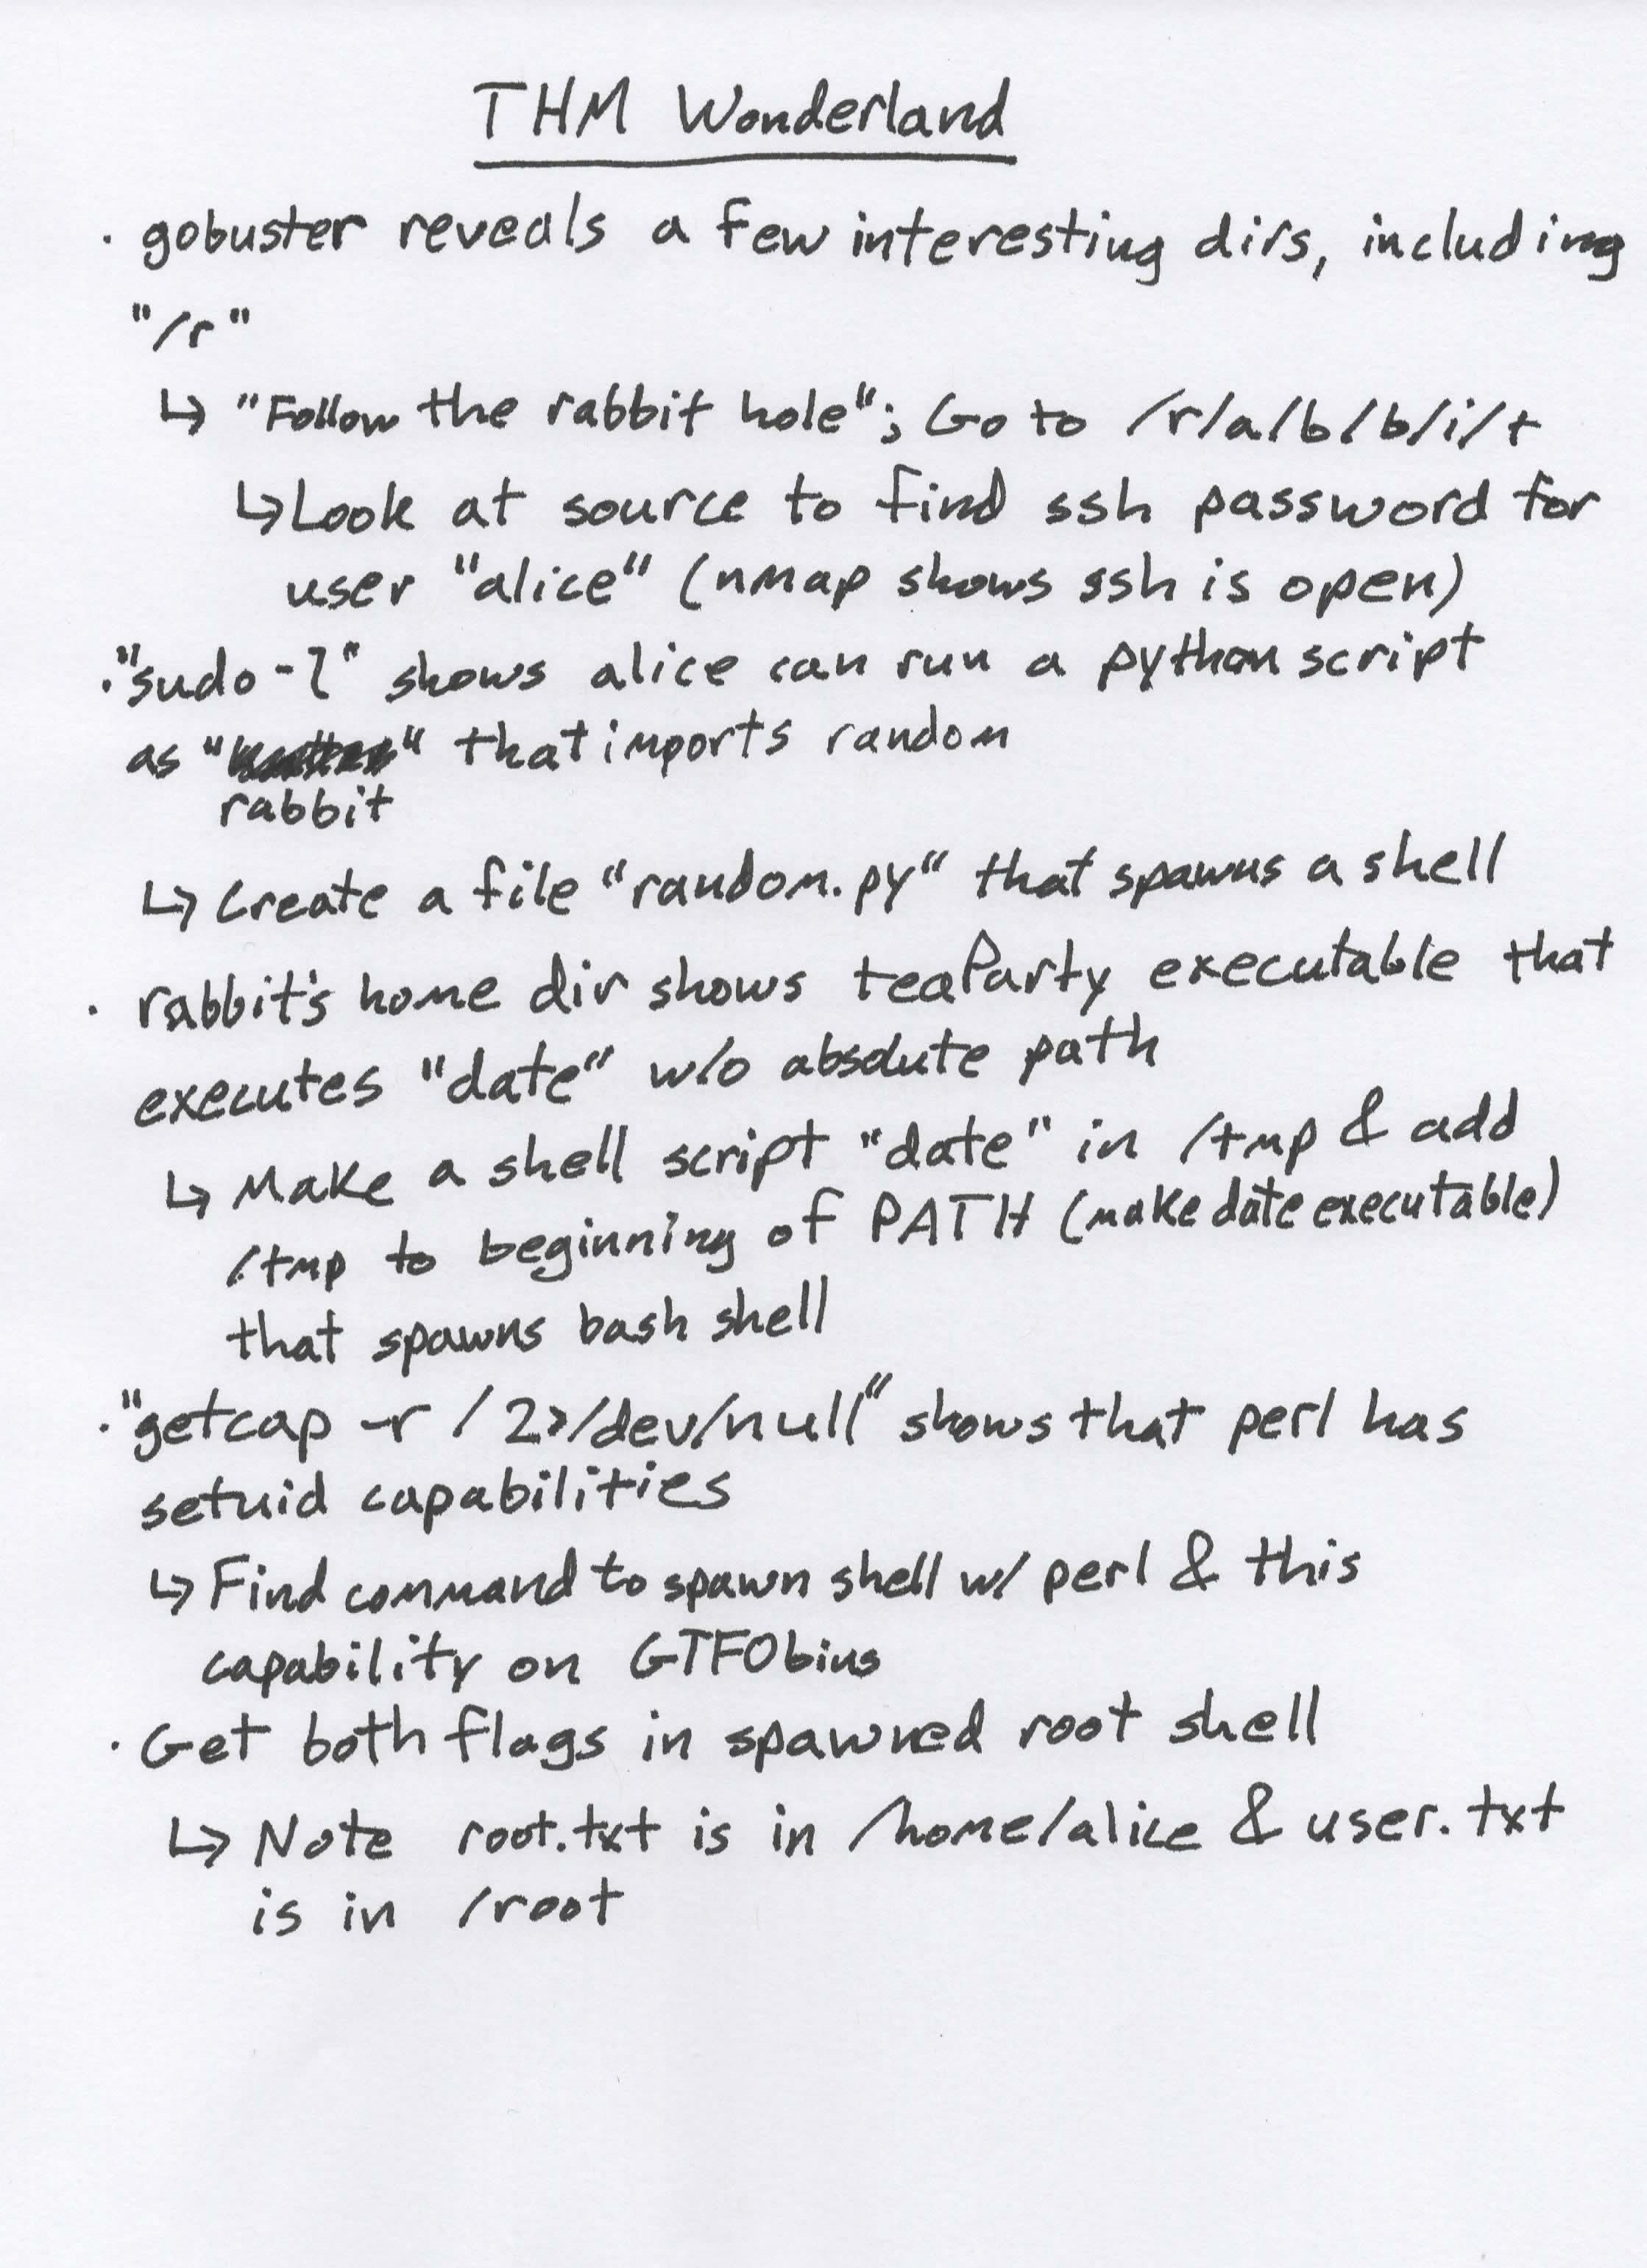 THM Wonderland
· gobuster reveals a few interesting dirs, including
"/r"
↳ "Follow the rabbit hole"; Go to /r/a/b/b/i/t
↳ Look at source to find ssh password for
user "alice" (nmap shows ssh is open)
· "sudo -l" shows alice can run a python script
as "" that imports random
rabbit
↳ Create a file "random.py" that spawns a shell
· rabbit's home dir shows teaParty executable that
executes "date" w/o absolute path
↳ Make a shell script "date" in /tmp & add
/tmp to beginning of PATH (make date executable)
that spawns bash shell
· "getcap -r / 2>/dev/null" shows that perl has
setuid capabilities
↳ Find command to spawn shell w/ perl & this
capability on GTFObins
· Get both flags in spawned root shell
↳ Note root.txt is in /home/alice & user.txt
is in /root